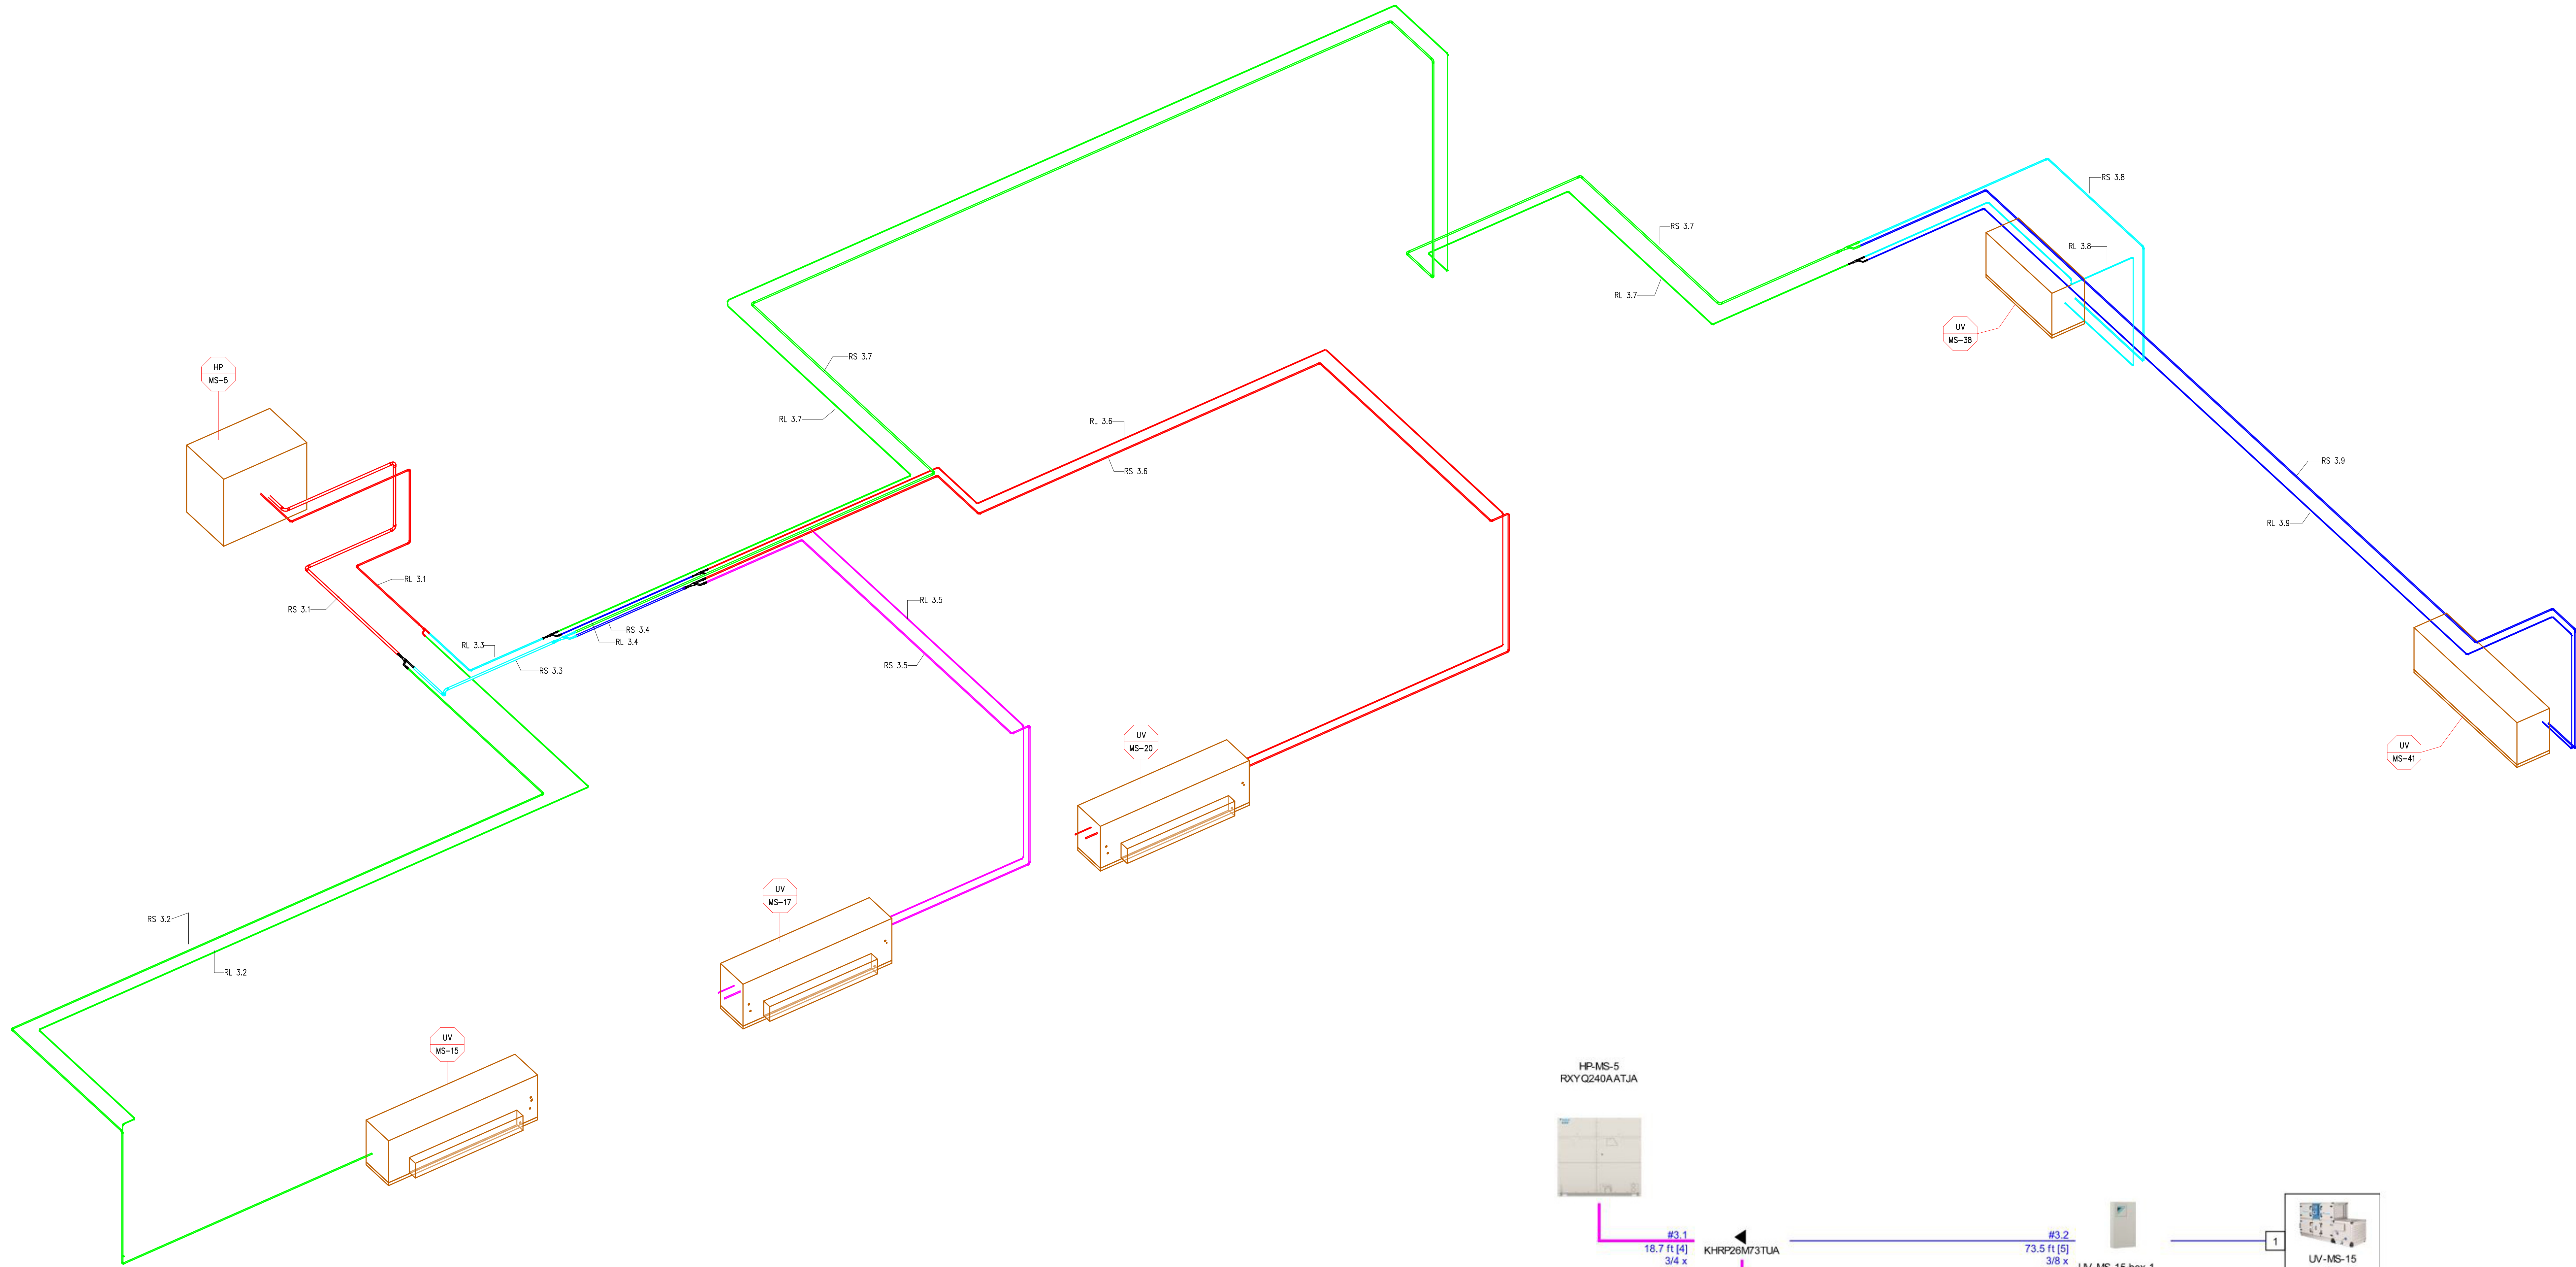 RS 3.8
RS 3.7
RL 3.8
RL 3.7
UV
MS-38
RS 3.7
HP
MS-5
RL 3.7
RL 3.6
RS 3.6
RS 3.9
RL 3.9
RL 3.1
RS 3.1
RL 3.5
RS 3.4
RL 3.4
RL 3.3
RS 3.3
RS 3.5
UV
MS-20
UV
MS-41
UV
MS-17
RS 3.2
RL 3.2
UV
MS-15
HP-MS-5
RXYQ240AATJA
#3.1
18.7 ft [4]
3/4 x
KHRP26M73TUA
#3.2
73.5 ft [5]
3/8 x
UV-MS-15 box 1
1
UV-MS-15